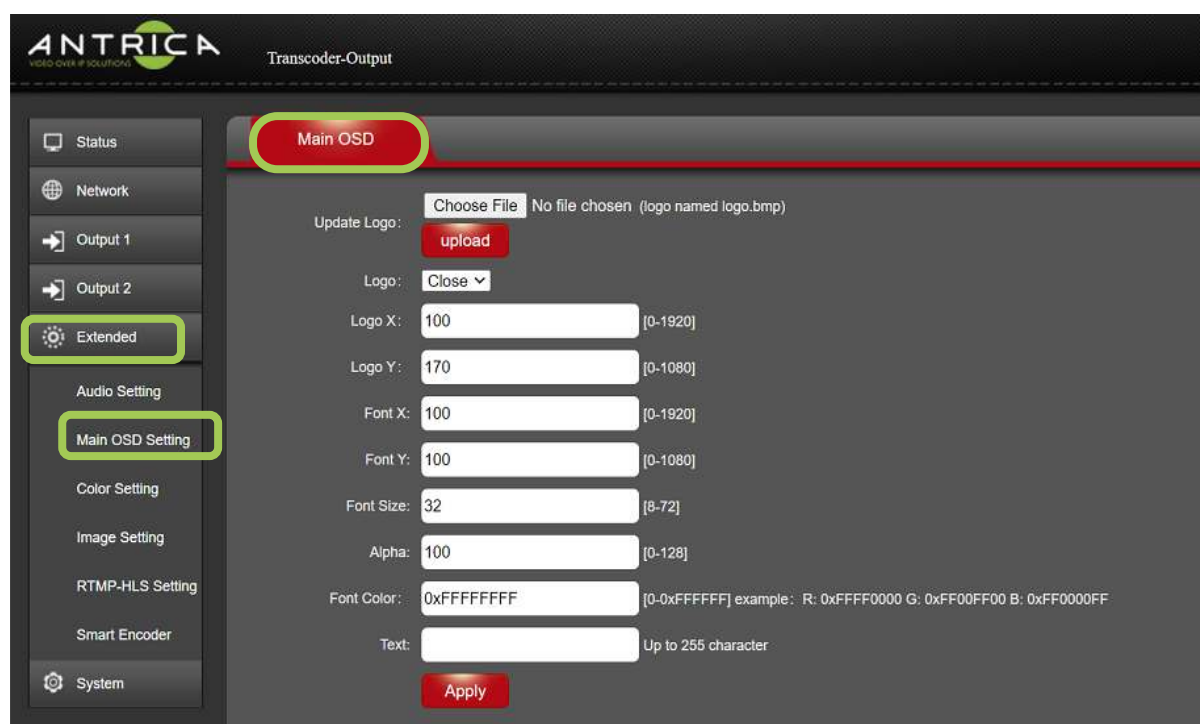 ANTRICA
VIDEO OVER IP SOLUTIONS
Transcoder-Output
Status
Network
Output 1
Output 2
Extended
Audio Setting
Main OSD Setting
Color Setting
Image Setting
RTMP-HLS Setting
Smart Encoder
System
Main OSD
Update Logo: Choose File No file chosen (logo named logo.bmp)
upload
Logo: Close
Logo X: 100 [0-1920]
Logo Y: 170 [0-1080]
Font X: 100 [0-1920]
Font Y: 100 [0-1080]
Font Size: 32 [8-72]
Alpha: 100 [0-128]
Font Color: 0xFFFFFFFF [0-0xFFFFFF] example: R: 0xFFFF0000 G: 0xFF00FF00 B: 0xFF0000FF
Text: Up to 255 character
Apply